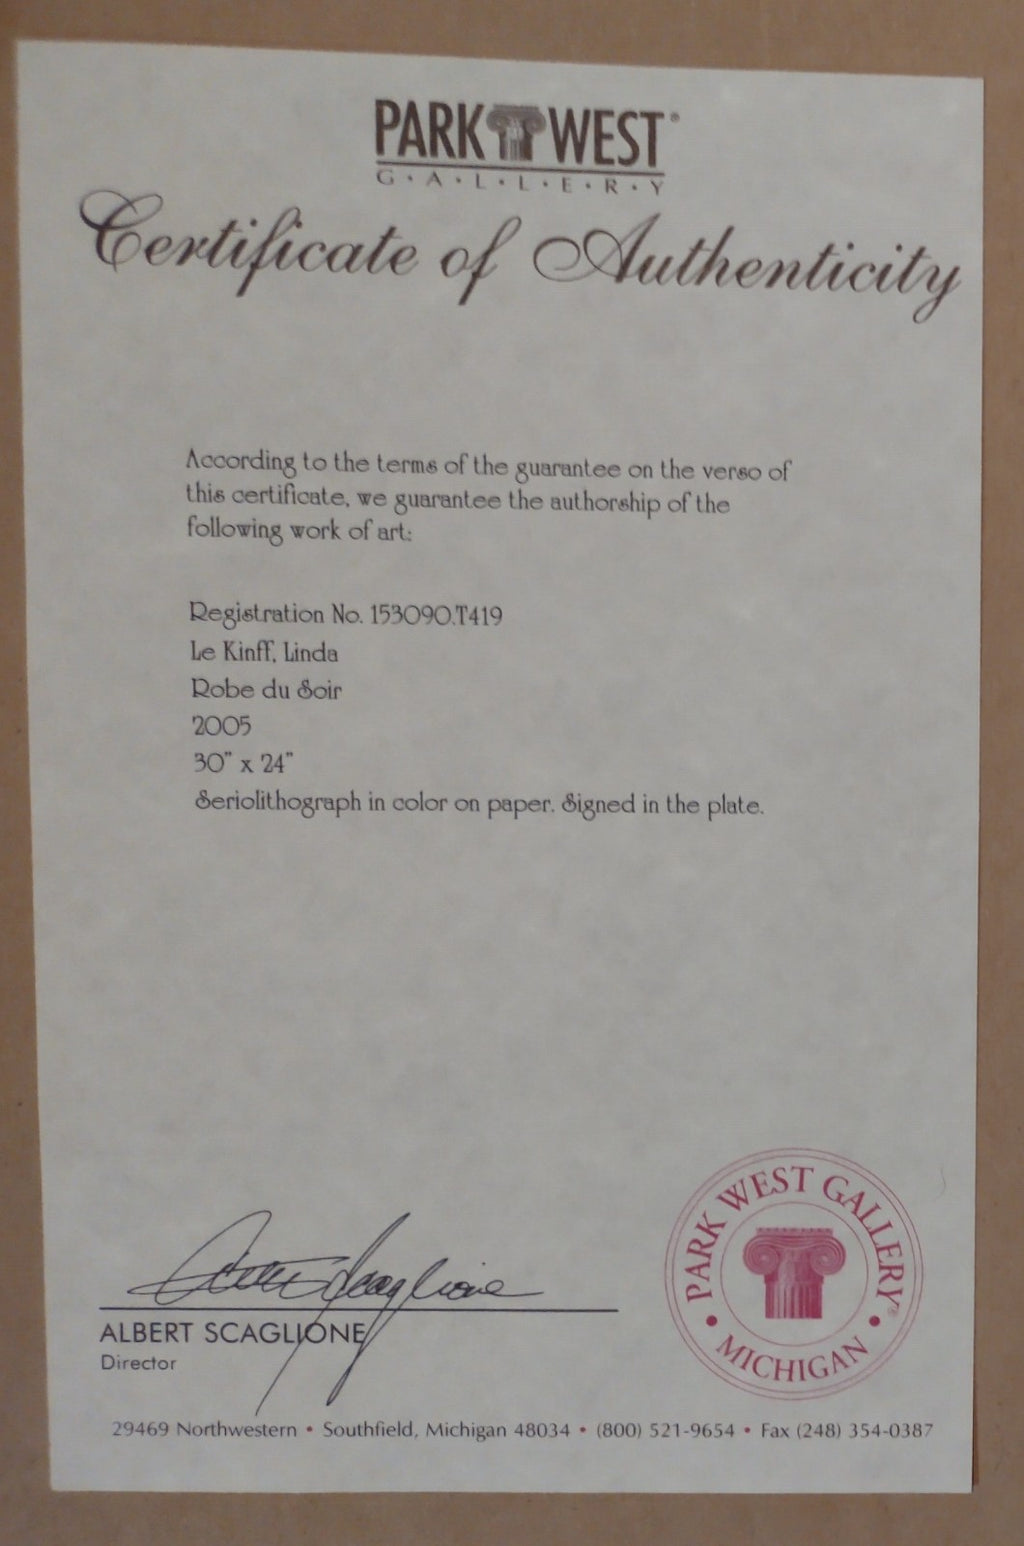 PARK WEST®
G·A·L·L·E·R·Y
Certificate of Authenticity
According to the terms of the guarantee on the verso of
this certificate, we guarantee the authorship of the
following work of art:
Registration No. 153090.T419
Le Kinff, Linda
Robe du Soir
2005
30" x 24"
Seriolithograph in color on paper. Signed in the plate.
Albert Scaglione
ALBERT SCAGLIONE
Director
PARK WEST GALLERY®
• MICHIGAN •
29469 Northwestern • Southfield, Michigan 48034 • (800) 521-9654 • Fax (248) 354-0387